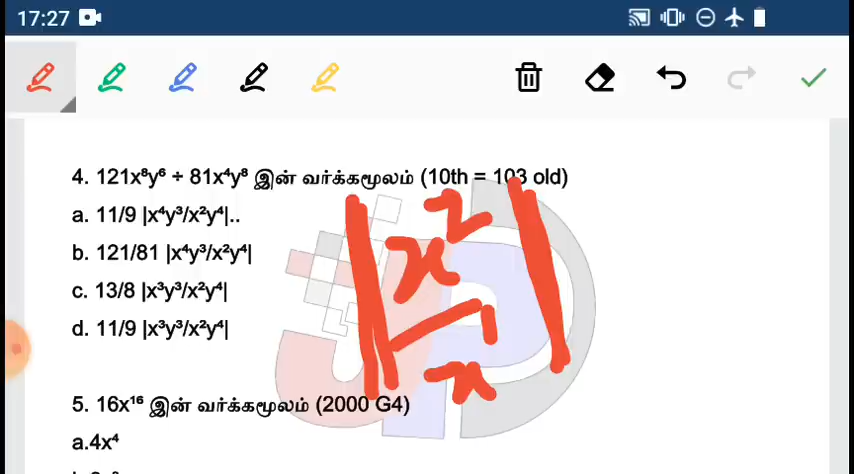 17:27
4. 121x⁸y⁶ ÷ 81x⁴y⁸ இன் வர்க்கமூலம் (10th = 103 old)
a. 11/9 |x⁴y³/x²y⁴|..
b. 121/81 |x⁴y³/x²y⁴|
c. 13/8 |x³y³/x²y⁴|
d. 11/9 |x³y³/x²y⁴|
|x²
x|
5. 16x¹⁶ இன் வர்க்கமூலம் (2000 G4)
a.4x⁴